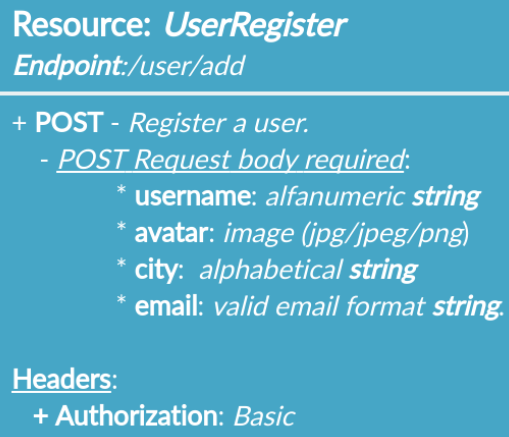 Resource: UserRegister
Endpoint:/user/add
+ POST - Register a user.
- POST Request body required:
* username: alfanumeric string
* avatar: image (jpg/jpeg/png)
* city: alphabetical string
* email: valid email format string.
Headers:
+ Authorization: Basic